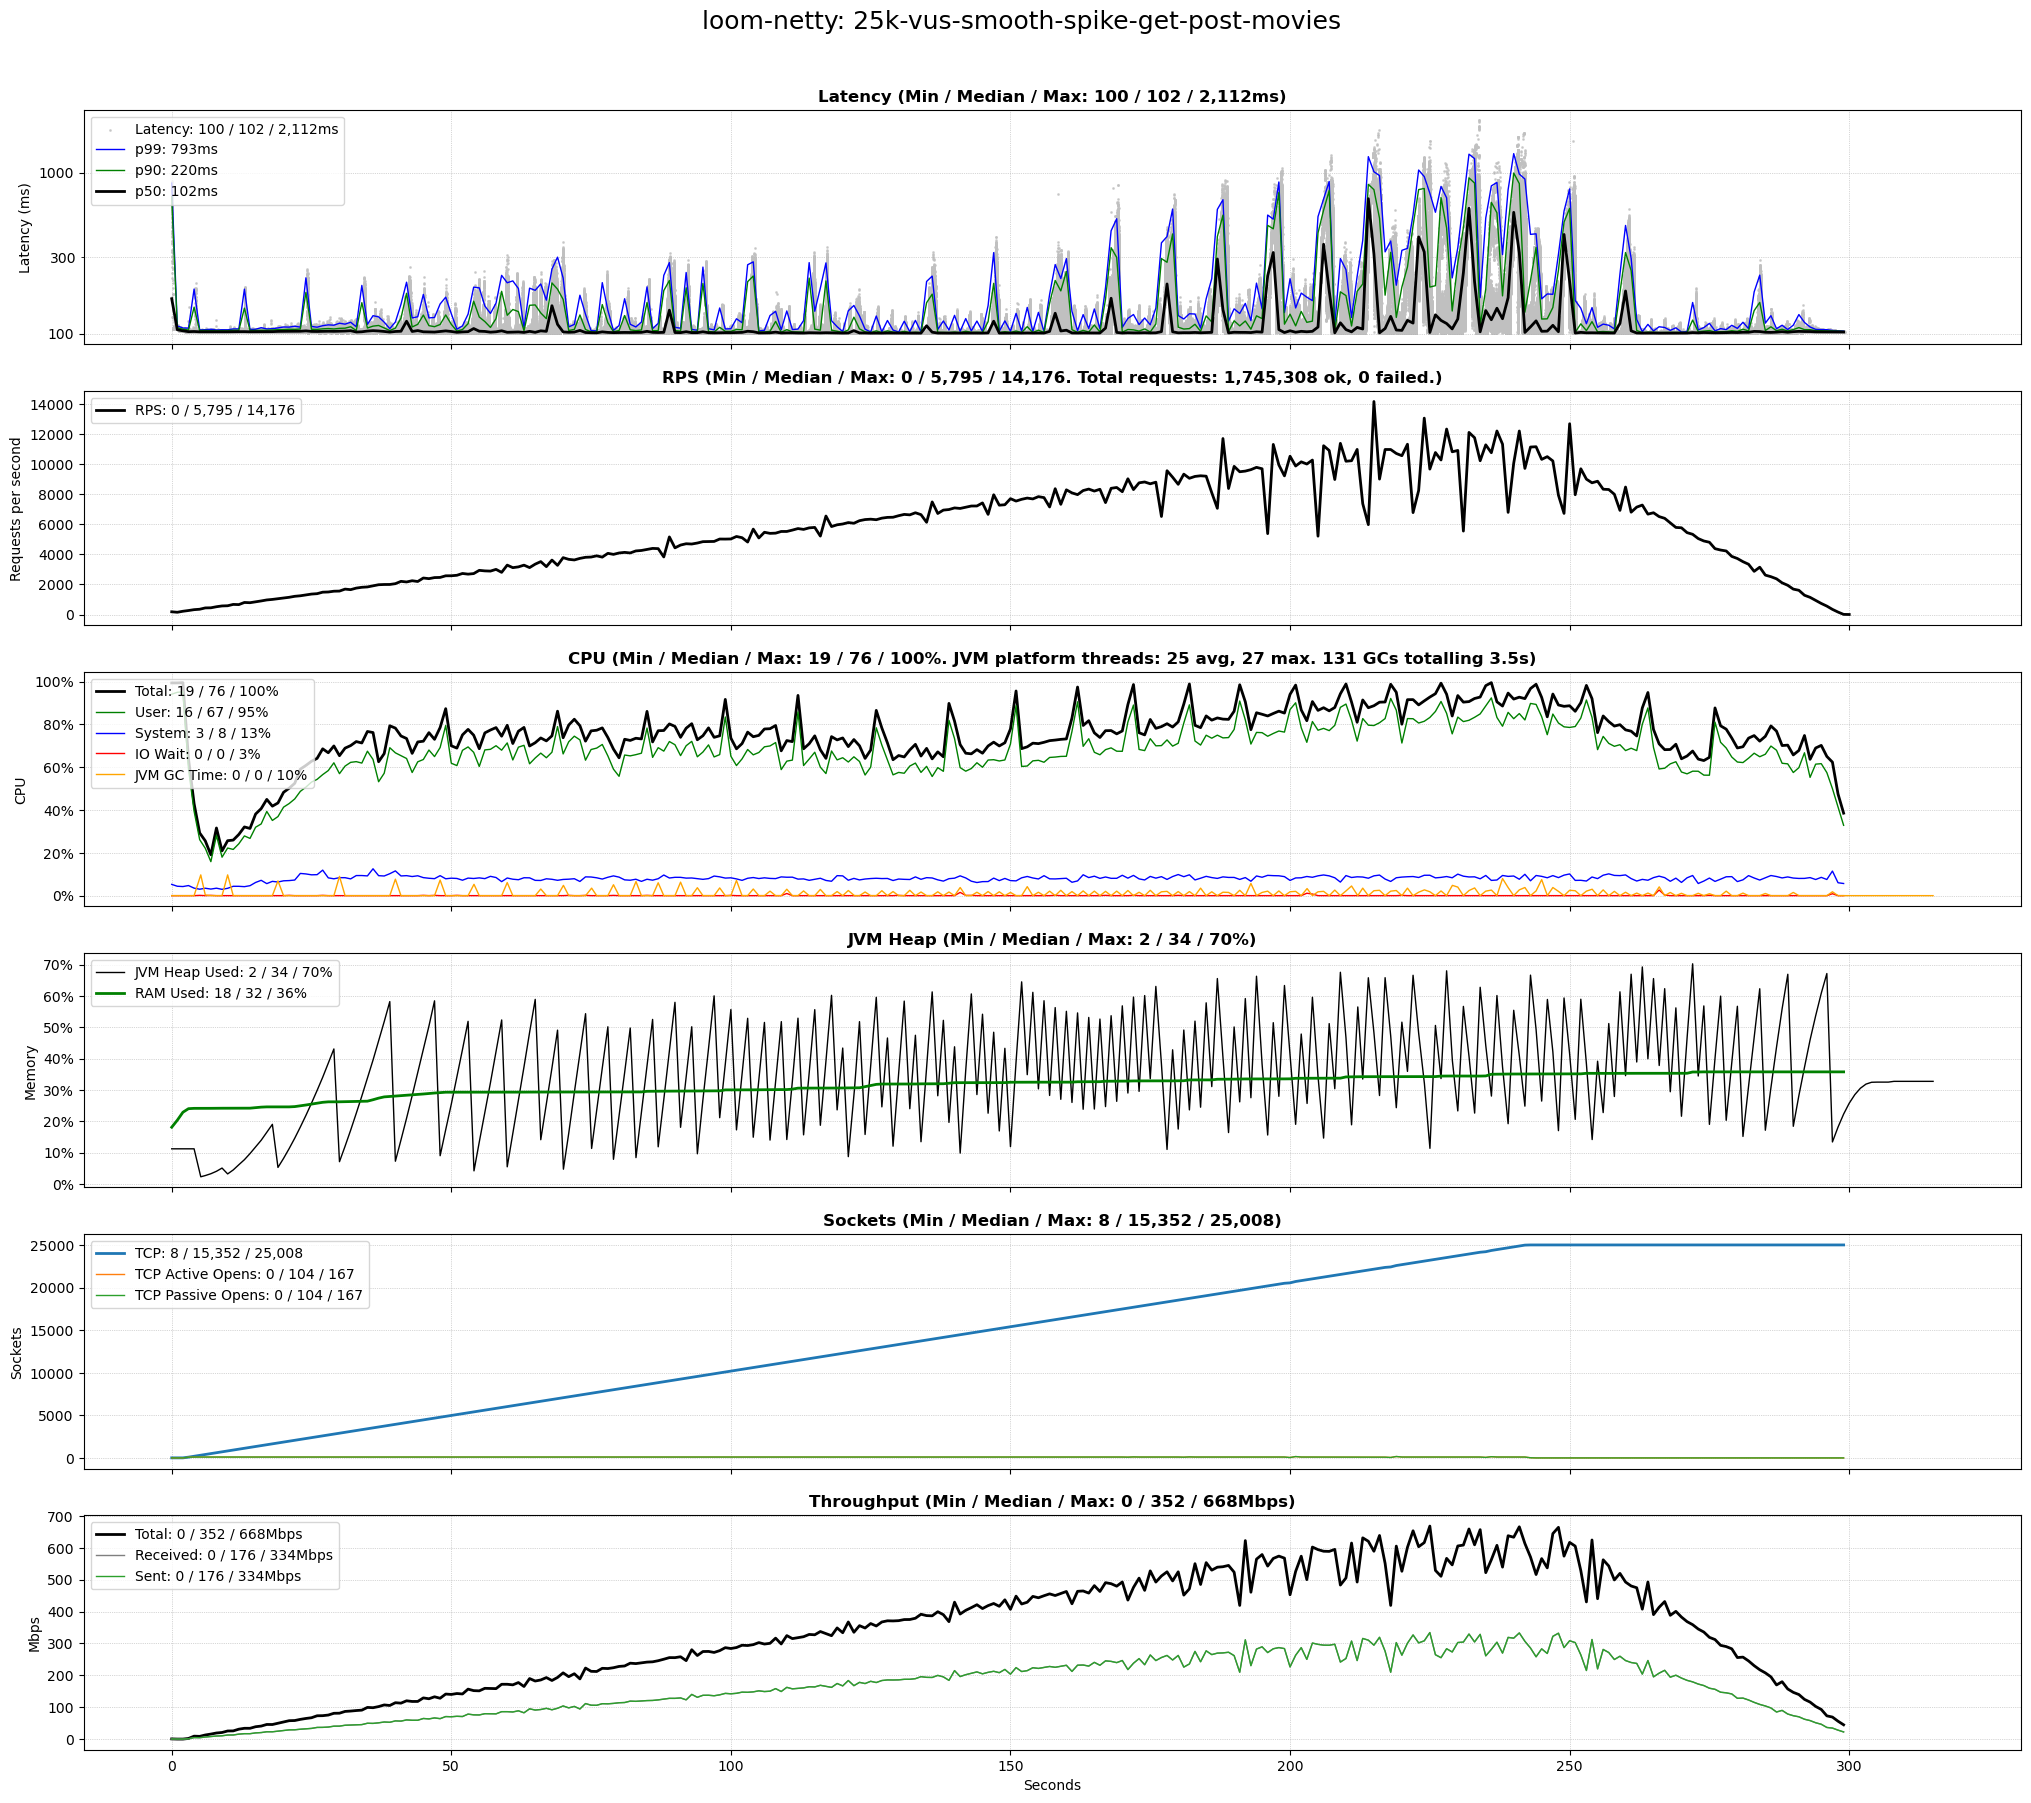 loom-netty: 25k-vus-smooth-spike-get-post-movies
Latency (Min / Median / Max: 100 / 102 / 2,112ms)
Latency: 100 / 102 / 2,112ms
p99: 793ms
p90: 220ms
p50: 102ms
Latency (ms)
1000
300
100
RPS (Min / Median / Max: 0 / 5,795 / 14,176. Total requests: 1,745,308 ok, 0 failed.)
RPS: 0 / 5,795 / 14,176
Requests per second
14000
12000
10000
8000
6000
4000
2000
0
CPU (Min / Median / Max: 19 / 76 / 100%. JVM platform threads: 25 avg, 27 max. 131 GCs totalling 3.5s)
Total: 19 / 76 / 100%
User: 16 / 67 / 95%
System: 3 / 8 / 13%
IO Wait: 0 / 0 / 3%
JVM GC Time: 0 / 0 / 10%
CPU
100%
80%
60%
40%
20%
0%
JVM Heap (Min / Median / Max: 2 / 34 / 70%)
JVM Heap Used: 2 / 34 / 70%
RAM Used: 18 / 32 / 36%
Memory
70%
60%
50%
40%
30%
20%
10%
0%
Sockets (Min / Median / Max: 8 / 15,352 / 25,008)
TCP: 8 / 15,352 / 25,008
TCP Active Opens: 0 / 104 / 167
TCP Passive Opens: 0 / 104 / 167
Sockets
25000
20000
15000
10000
5000
0
Throughput (Min / Median / Max: 0 / 352 / 668Mbps)
Total: 0 / 352 / 668Mbps
Received: 0 / 176 / 334Mbps
Sent: 0 / 176 / 334Mbps
Mbps
700
600
500
400
300
200
100
0
0 50 100 150 200 250 300
Seconds